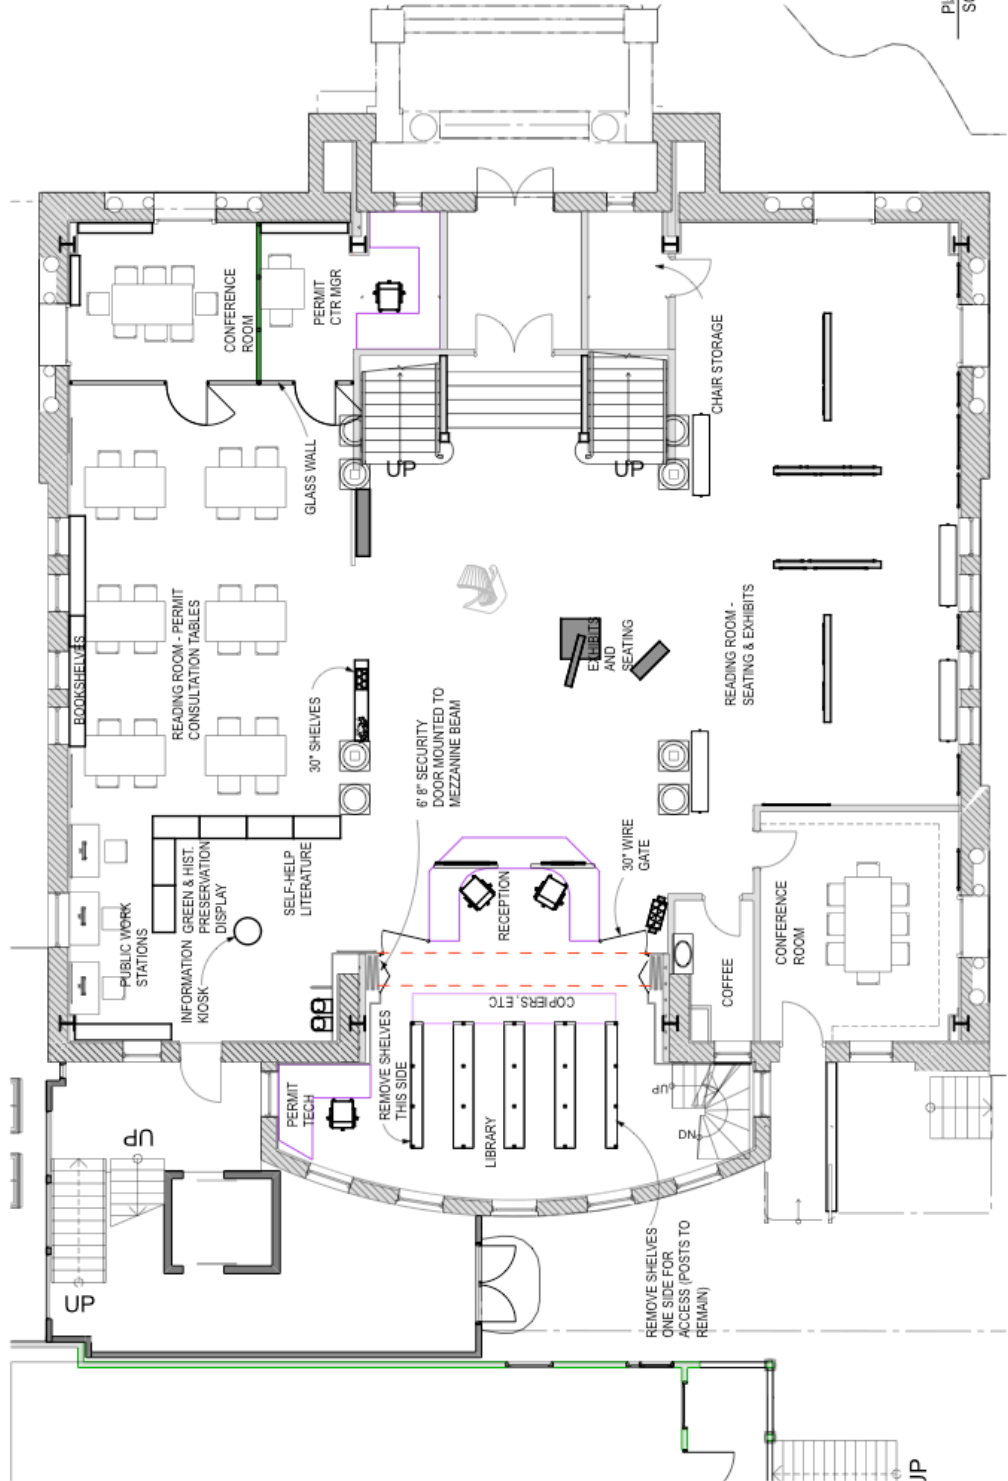 PL
SC
CONFERENCE
ROOM
PERMIT
CTR MGR
CHAIR STORAGE
GLASS WALL
UP
UP
BOOKSHELVES
READING ROOM - PERMIT
CONSULTATION TABLES
30" SHELVES
6' 8" SECURITY
DOOR MOUNTED TO
MEZZANINE BEAM
EXHIBITS
AND
SEATING
READING ROOM -
SEATING & EXHIBITS
30" WIRE
GATE
PUBLIC WORK
STATIONS
INFORMATION
KIOSK
GREEN & HIST.
PRESERVATION
DISPLAY
SELF-HELP
LITERATURE
RECEPTION
COFFEE
CONFERENCE
ROOM
COPIERS, ETC
REMOVE SHELVES
THIS SIDE
PERMIT
TECH
LIBRARY
UP
DN
UP
UP
REMOVE SHELVES
ONE SIDE FOR
ACCESS (POSTS TO
REMAIN)
UP